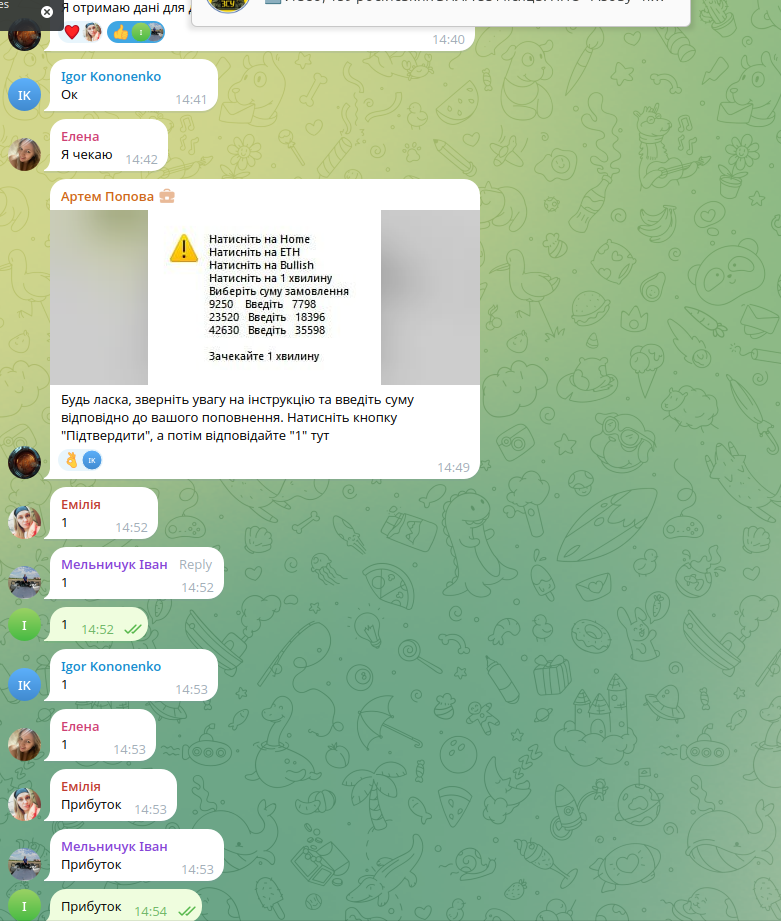 es
Я отримаю дані для
14:40
I
Igor Kononenko
Ок
14:41
IK
Елена
Я чекаю
14:42
Артем Попова
Натисніть на Home
Натисніть на ETH
Натисніть на Bullish
Натисніть на 1 хвилину
Виберіть суму замовлення
9250 Введіть 7798
23520 Введіть 18396
42630 Введіть 35598
Зачекайте 1 хвилину
Будь ласка, зверніть увагу на інструкцію та введіть суму
відповідно до вашого поповнення. Натисніть кнопку
"Підтвердити", а потім відповідайте "1" тут
IK
14:49
Емілія
1
14:52
Мельничук Іван Reply
1
14:52
I
1 14:52
Igor Kononenko
1
14:53
IK
Елена
1
14:53
Емілія
Прибуток 14:53
Мельничук Іван
Прибуток
14:53
I
Прибуток 14:54